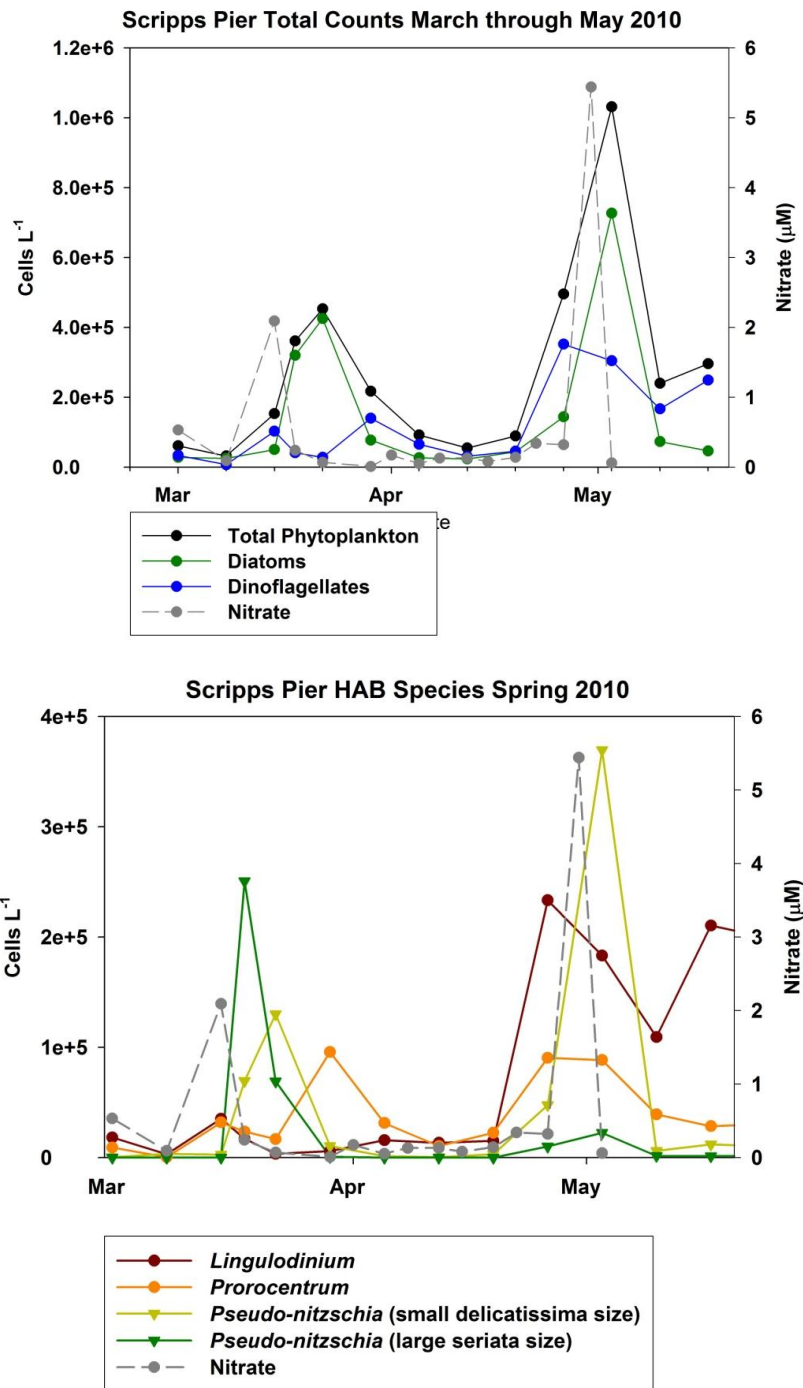 Scripps Pier Total Counts March through May 2010
1.2e+6
1.0e+6
8.0e+5
6.0e+5
4.0e+5
2.0e+5
0.0
Cells L⁻¹
6
5
4
3
2
1
0
Nitrate (μM)
Mar
Apr
May
te
Total Phytoplankton
Diatoms
Dinoflagellates
Nitrate
Scripps Pier HAB Species Spring 2010
4e+5
3e+5
2e+5
1e+5
0
Cells L⁻¹
6
5
4
3
2
1
0
Nitrate (μM)
Mar
Apr
May
Lingulodinium
Prorocentrum
Pseudo-nitzschia (small delicatissima size)
Pseudo-nitzschia (large seriata size)
Nitrate